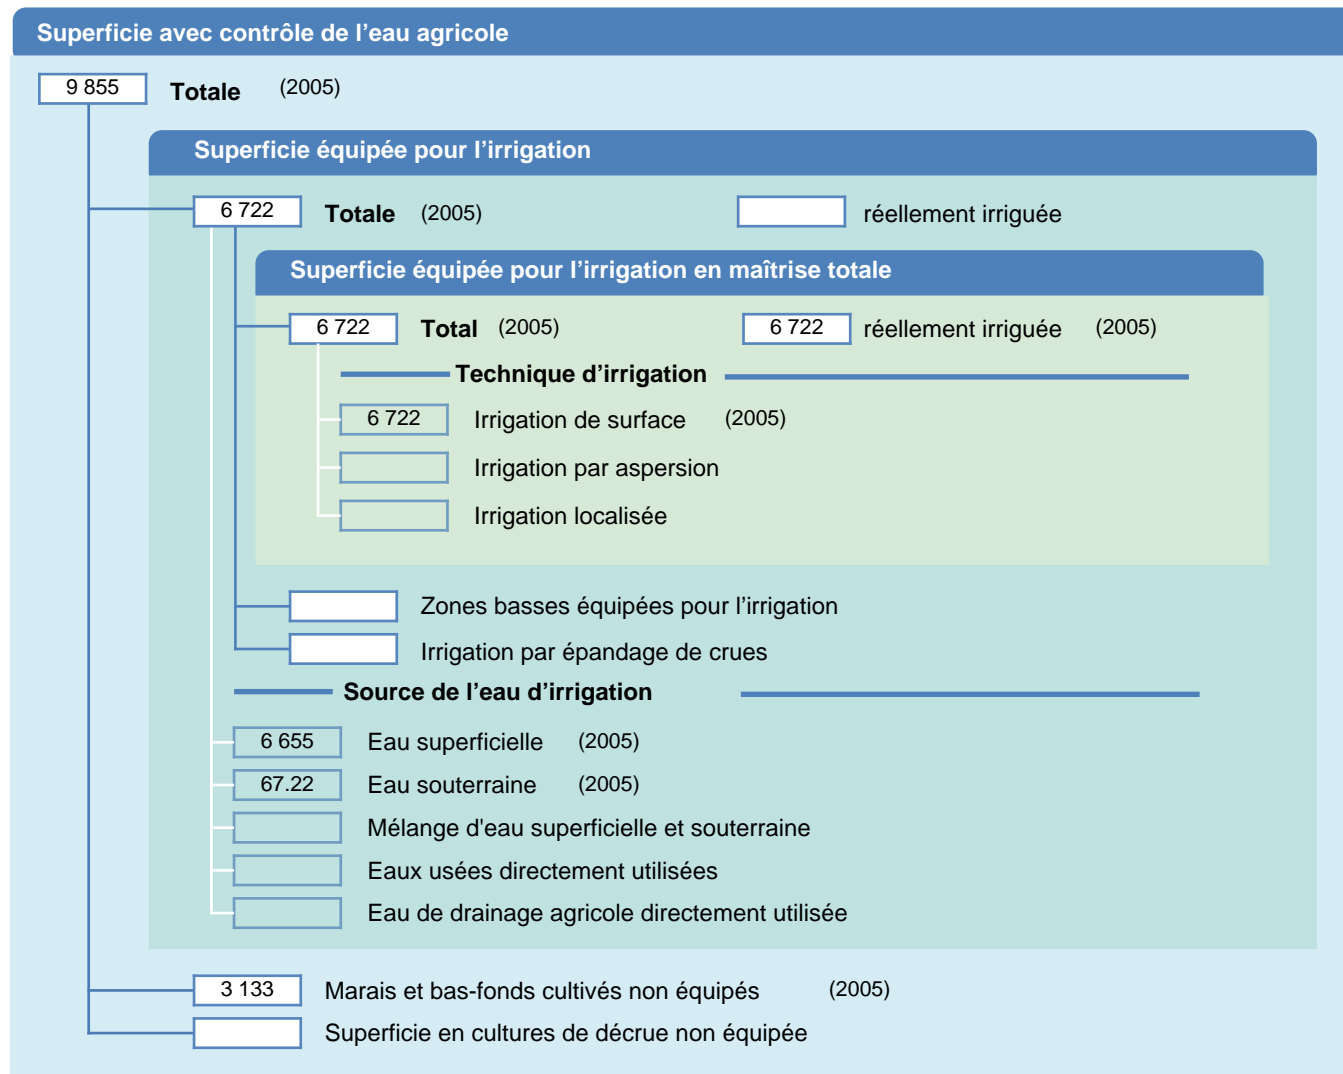 Superficie avec contrôle de l’eau agricole
9 855 Totale (2005)
Superficie équipée pour l’irrigation
6 722 Totale (2005) réellement irriguée
Superficie équipée pour l’irrigation en maîtrise totale
6 722 Total (2005) 6 722 réellement irriguée (2005)
Technique d’irrigation
6 722 Irrigation de surface (2005)
Irrigation par aspersion
Irrigation localisée
Zones basses équipées pour l’irrigation
Irrigation par épandage de crues
Source de l’eau d’irrigation
6 655 Eau superficielle (2005)
67.22 Eau souterraine (2005)
Mélange d'eau superficielle et souterraine
Eaux usées directement utilisées
Eau de drainage agricole directement utilisée
3 133 Marais et bas-fonds cultivés non équipés (2005)
Superficie en cultures de décrue non équipée